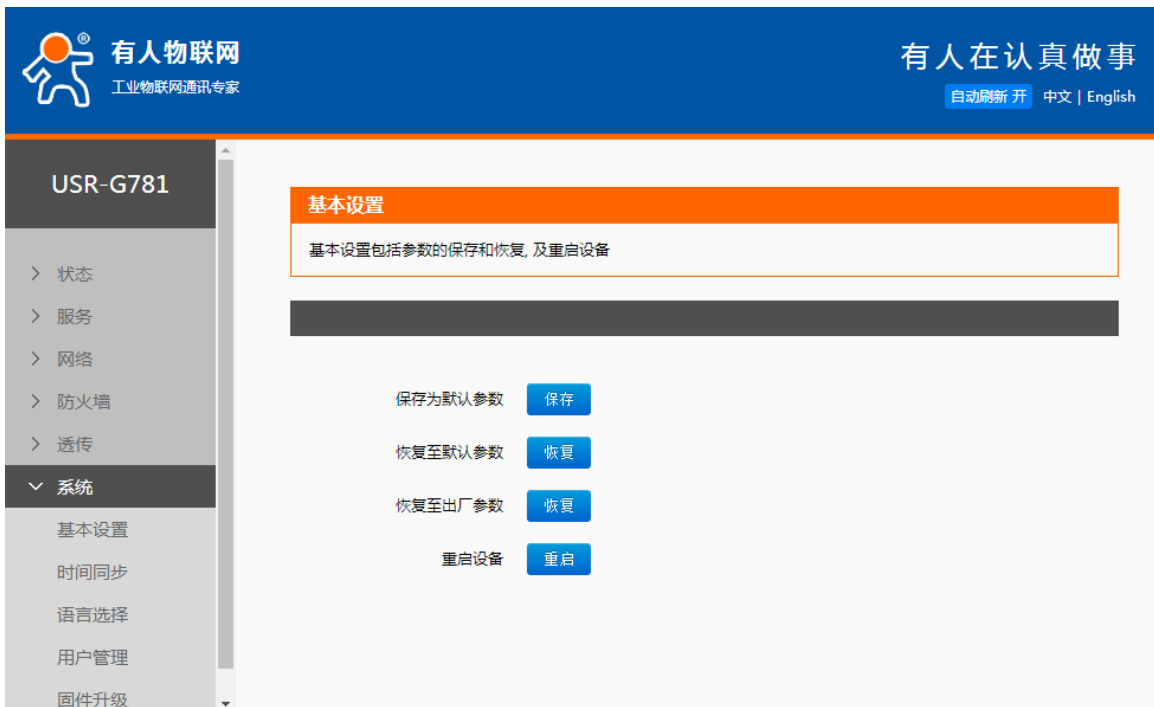 ®
有人物联网
工业物联网通讯专家
有人在认真做事
自动刷新 开 中文 | English
USR-G781
状态
服务
网络
防火墙
透传
系统
基本设置
时间同步
语言选择
用户管理
固件升级
基本设置
基本设置包括参数的保存和恢复, 及重启设备
保存为默认参数 保存
恢复至默认参数 恢复
恢复至出厂参数 恢复
重启设备 重启